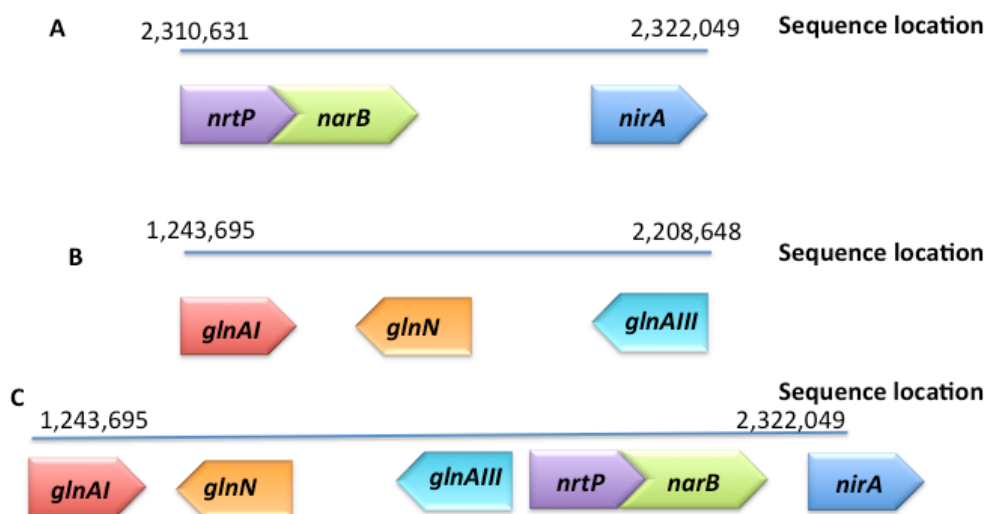 A 2,310,631 2,322,049 Sequence location
nrtP narB nirA
B 1,243,695 2,208,648 Sequence location
glnAI glnN glnAIII
C 1,243,695 2,322,049 Sequence location
glnAI glnN glnAIII nrtP narB nirA